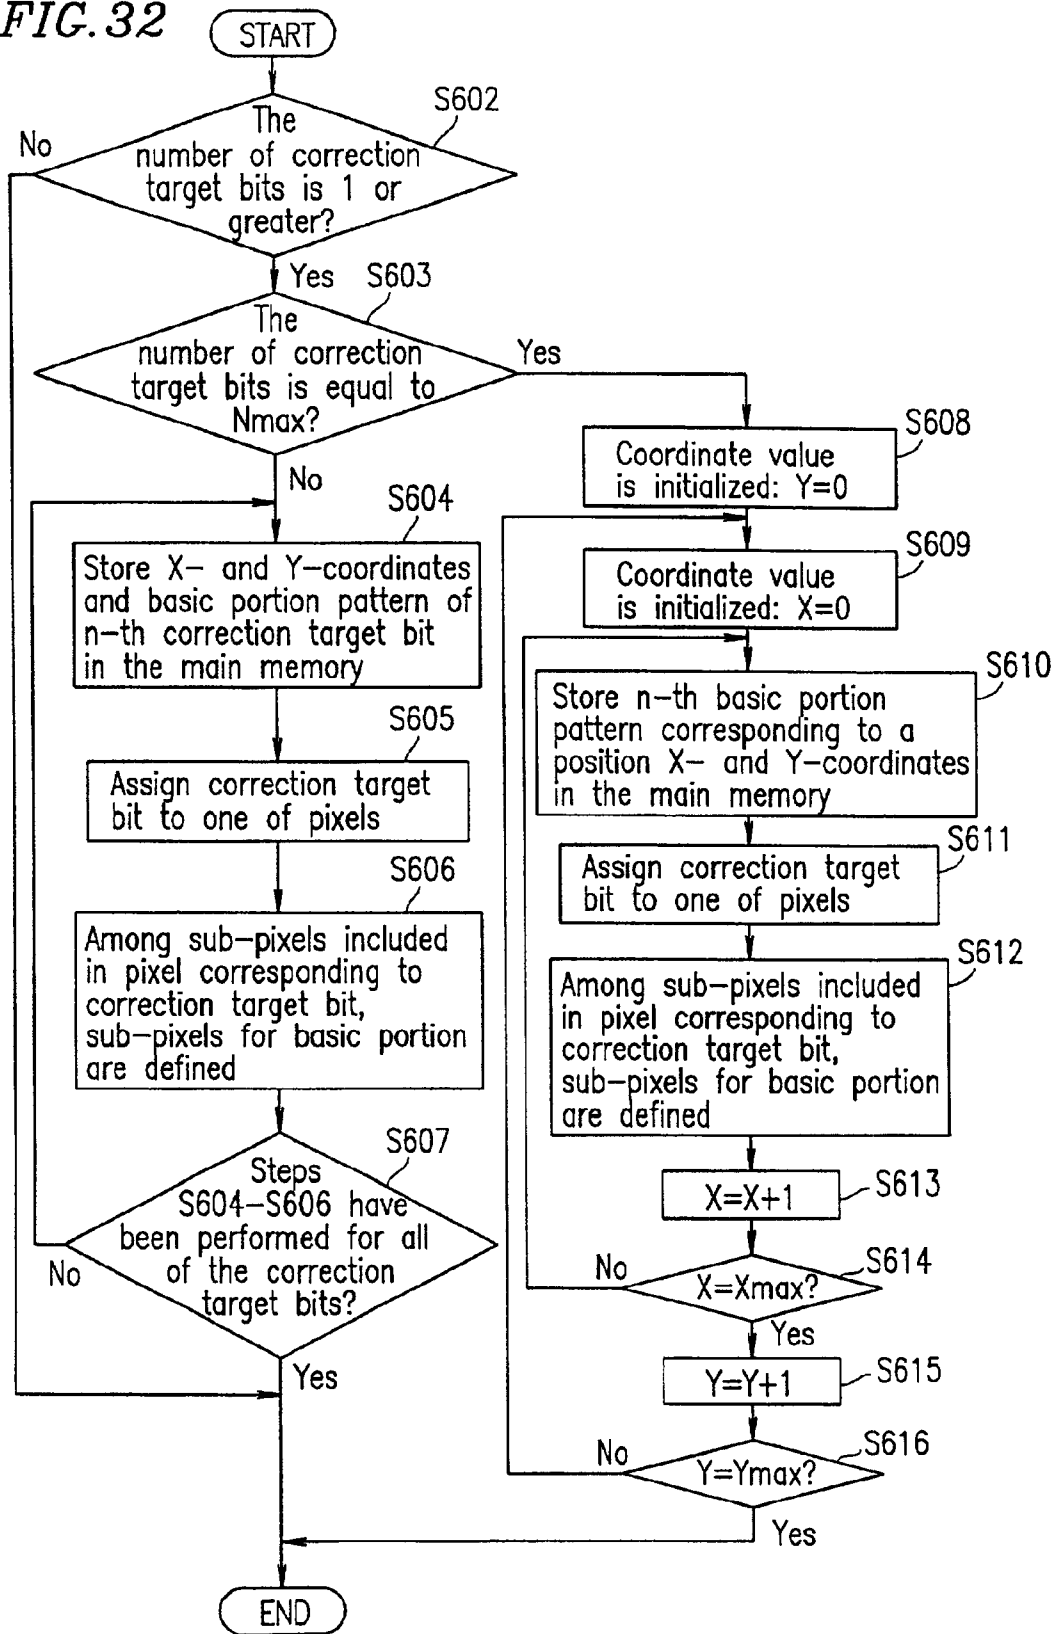 FIG.32
START
S602
The
number of correction
target bits is 1 or
greater?
No
Yes
S603
The
number of correction
target bits is equal to
Nmax?
Yes
No
S604
Store X- and Y-coordinates
and basic portion pattern of
n-th correction target bit
in the main memory
S605
Assign correction target
bit to one of pixels
S606
Among sub-pixels included
in pixel corresponding to
correction target bit,
sub-pixels for basic portion
are defined
S607
Steps
S604-S606 have
been performed for all
of the correction
target bits?
No
Yes
S608
Coordinate value
is initialized: Y=0
S609
Coordinate value
is initialized: X=0
S610
Store n-th basic portion
pattern corresponding to a
position X- and Y-coordinates
in the main memory
S611
Assign correction target
bit to one of pixels
S612
Among sub-pixels included
in pixel corresponding to
correction target bit,
sub-pixels for basic portion
are defined
S613
X=X+1
S614
X=Xmax?
No
Yes
S615
Y=Y+1
S616
Y=Ymax?
No
Yes
END